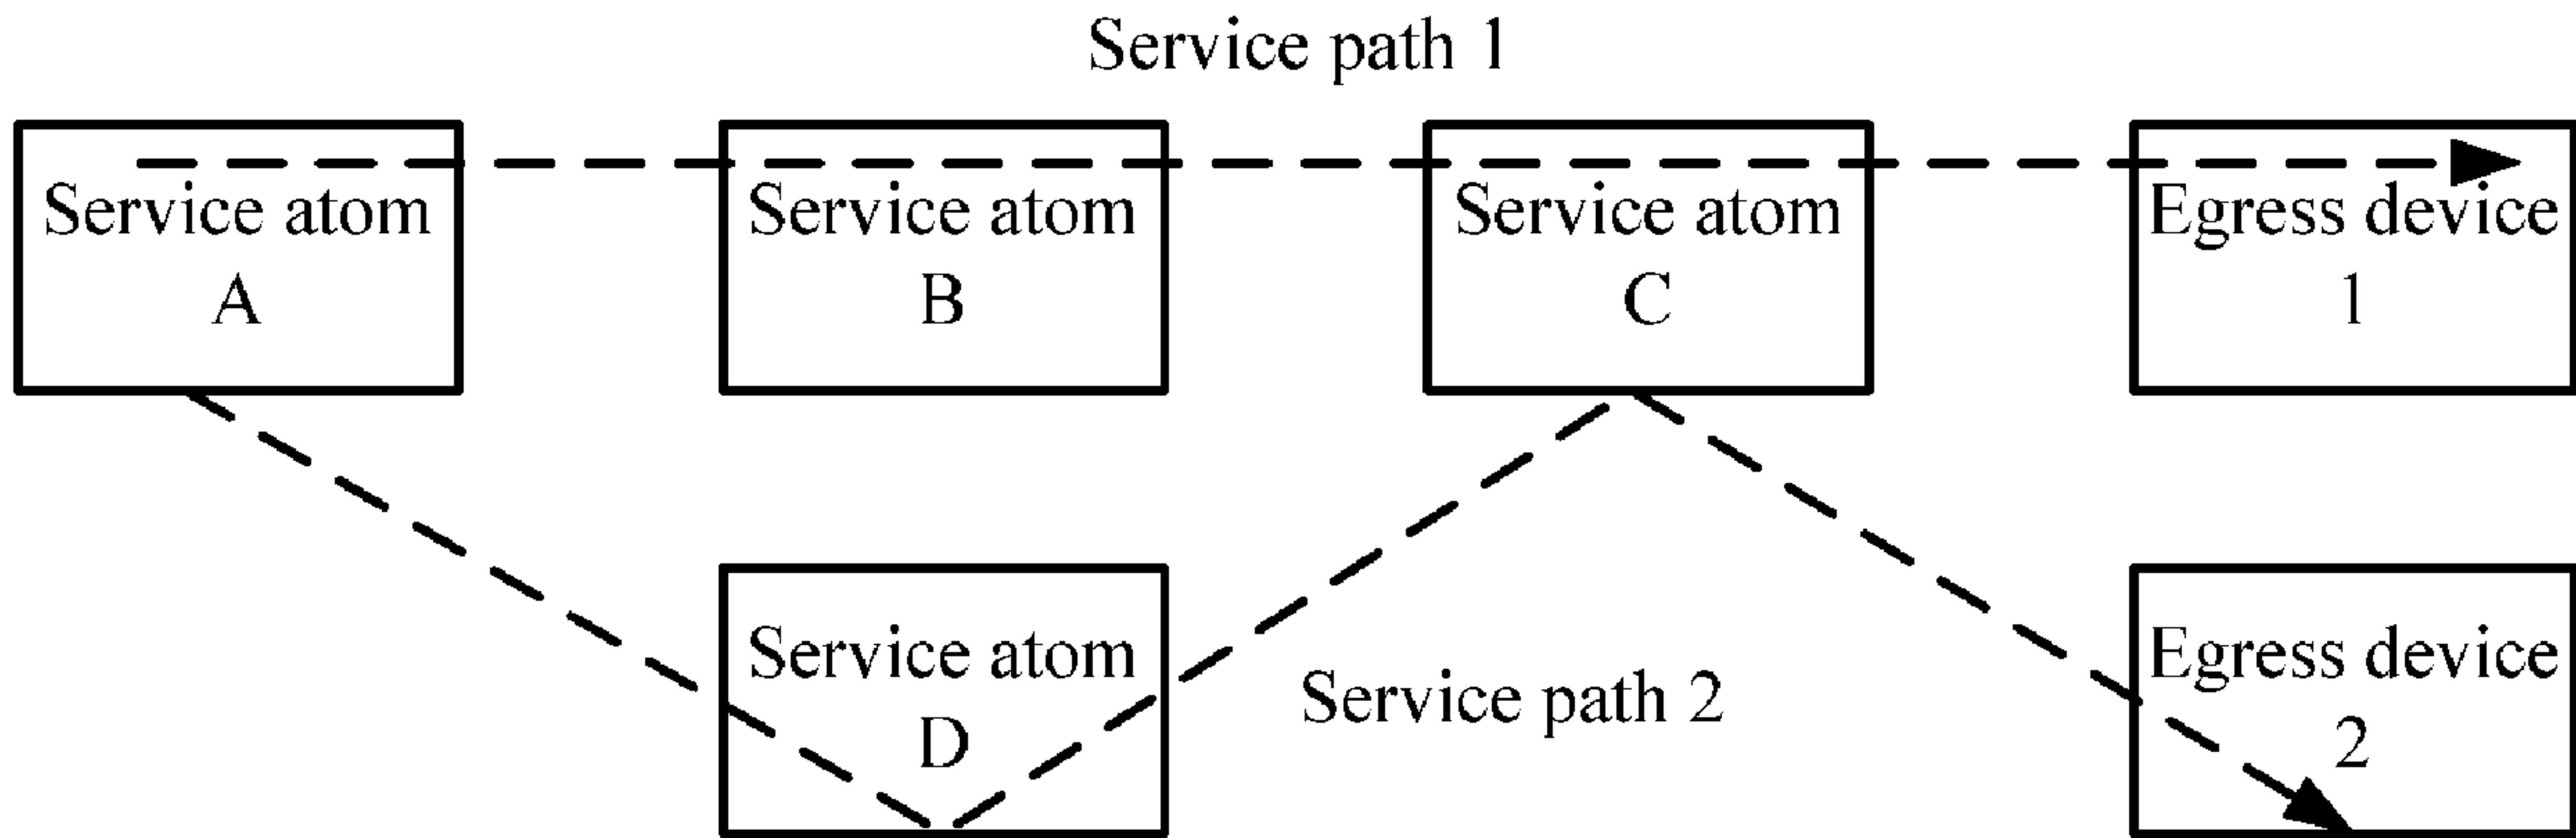 Service path 1
Service atom
A
Service atom
B
Service atom
C
Egress device
1
Service atom
D
Service path 2
Egress device
2